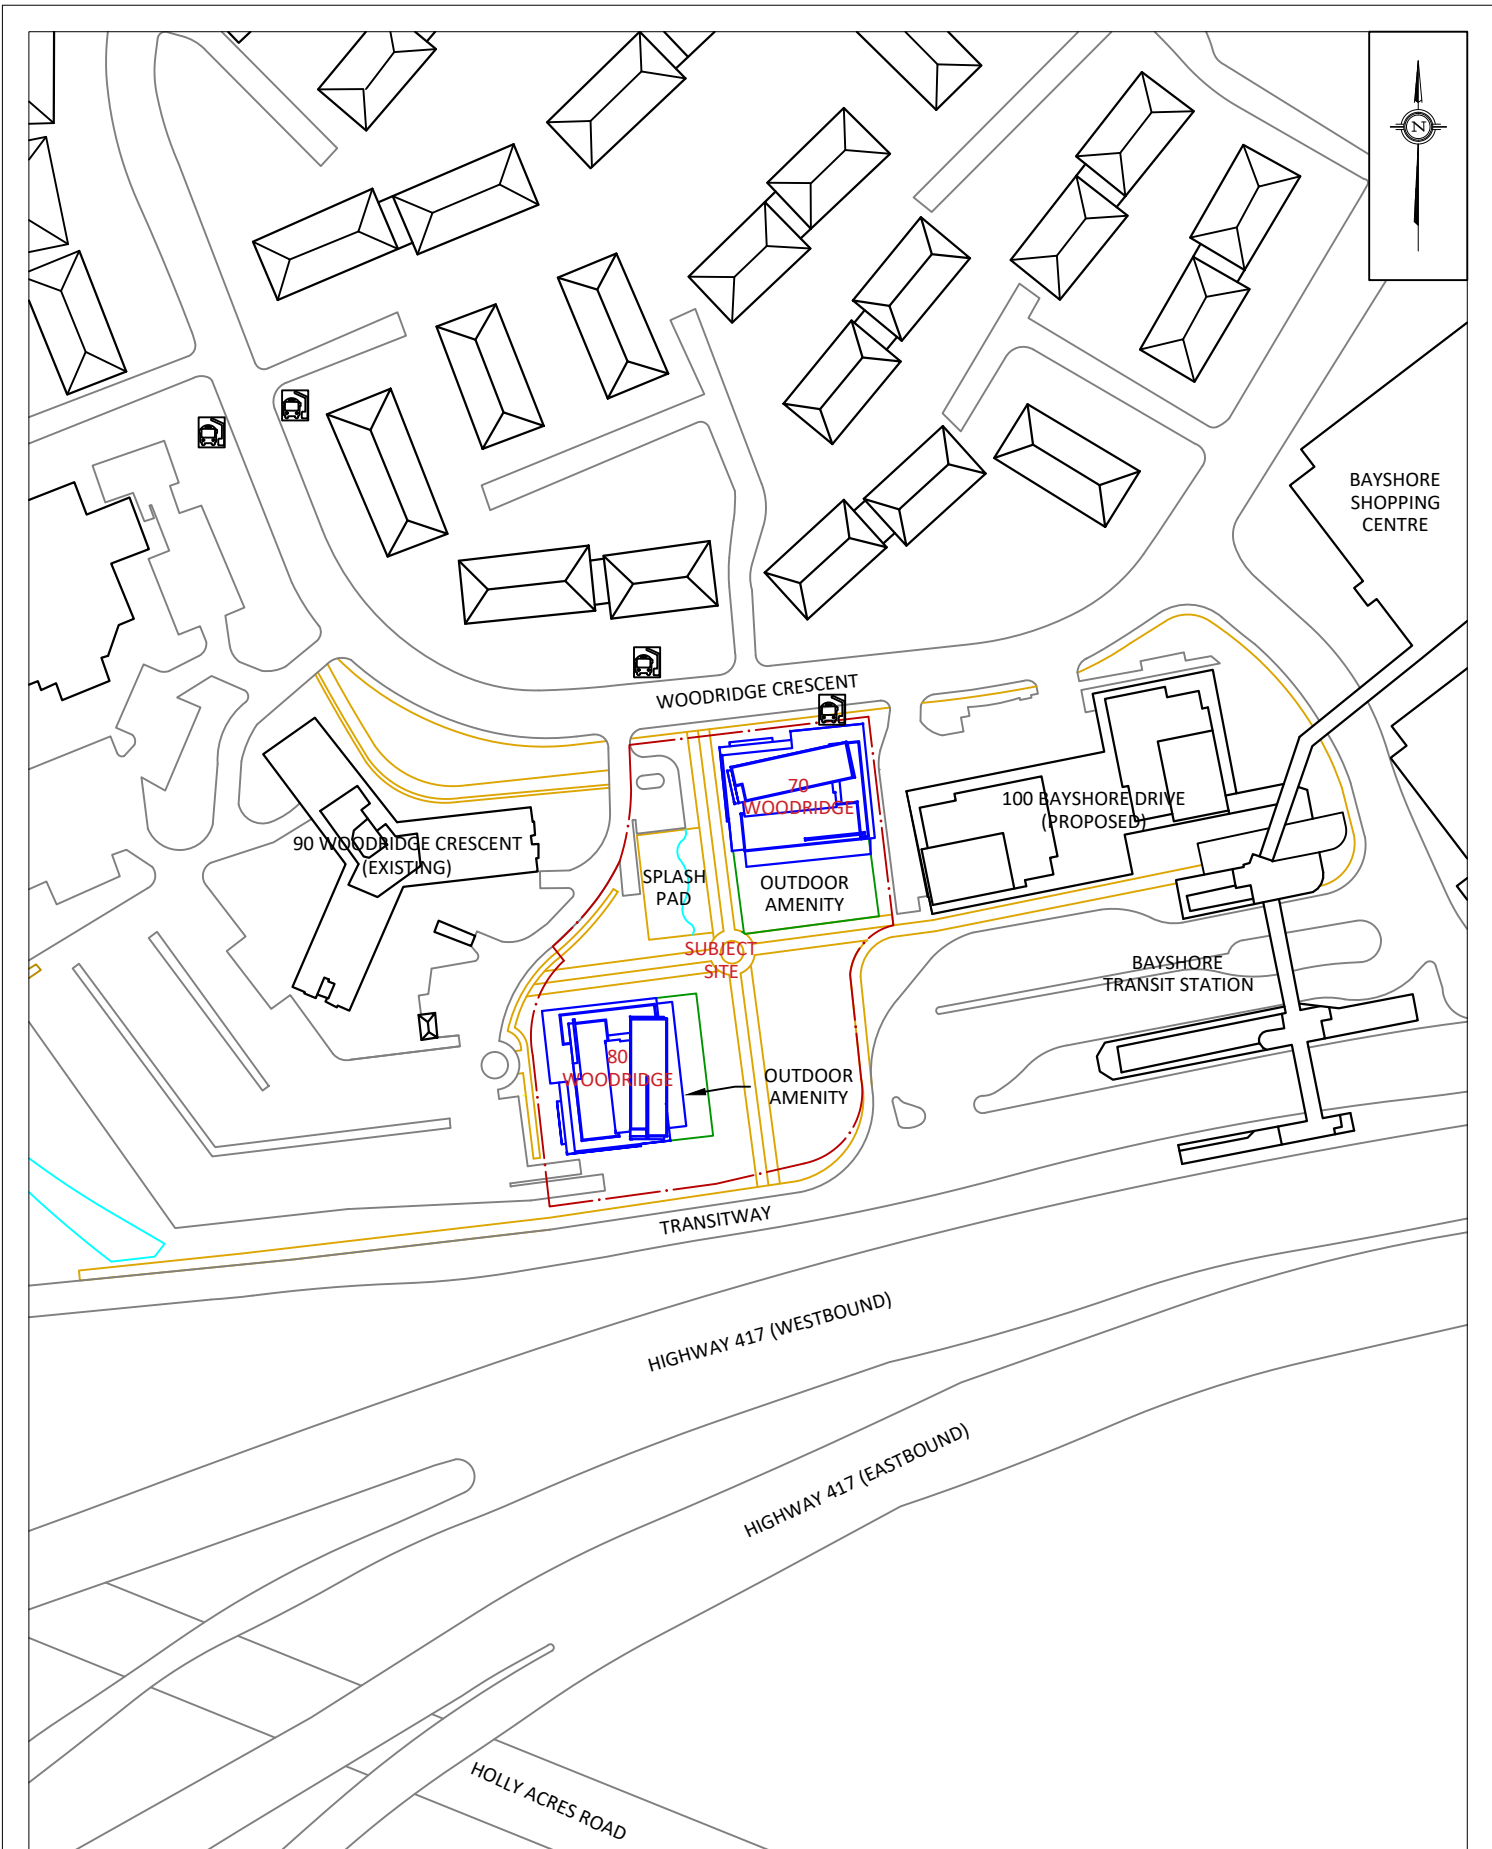 N
BAYSHORE
SHOPPING
CENTRE
WOODRIDGE CRESCENT
70
WOODRIDGE
100 BAYSHORE DRIVE
(PROPOSED)
90 WOODRIDGE CRESCENT
(EXISTING)
SPLASH
PAD
OUTDOOR
AMENITY
SUBJECT
SITE
BAYSHORE
TRANSIT STATION
80
WOODRIDGE
OUTDOOR
AMENITY
TRANSITWAY
HIGHWAY 417 (WESTBOUND)
HIGHWAY 417 (EASTBOUND)
HOLLY ACRES ROAD